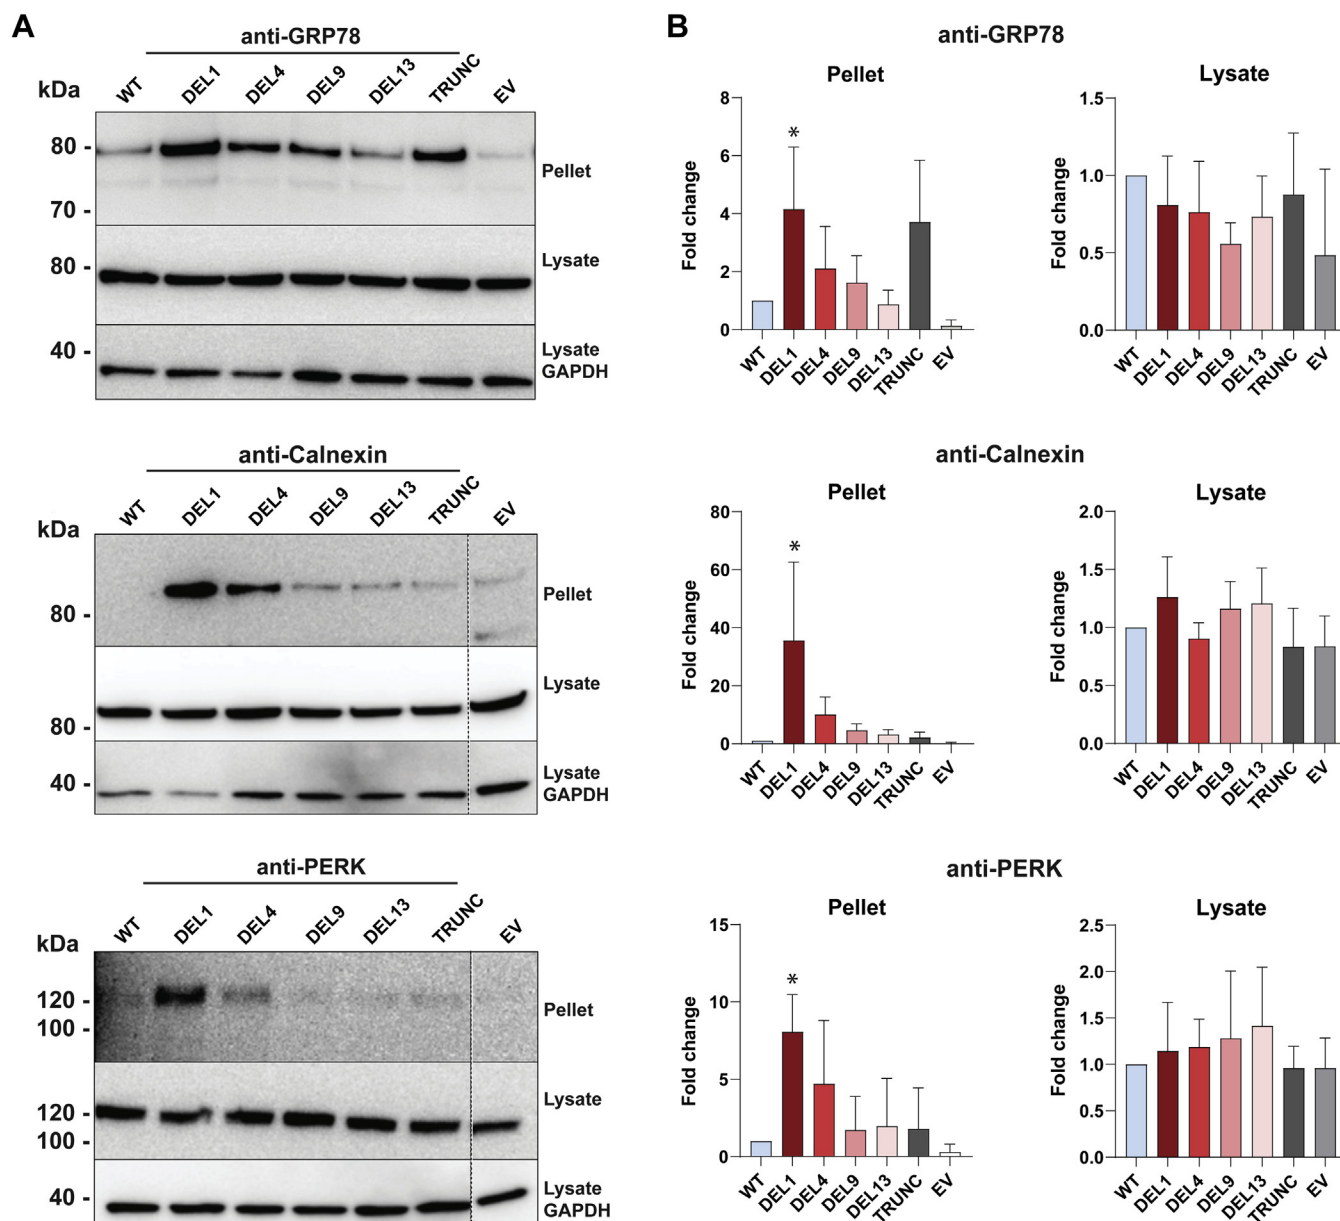 A
anti-GRP78
kDa
WT DEL1 DEL4 DEL9 DEL13 TRUNC EV
80 -
Pellet
70 -
80 -
Lysate
40 -
Lysate
GAPDH
anti-Calnexin
kDa
WT DEL1 DEL4 DEL9 DEL13 TRUNC EV
80 -
Pellet
Lysate
80 -
40 -
Lysate
GAPDH
anti-PERK
kDa
WT DEL1 DEL4 DEL9 DEL13 TRUNC EV
120 -
Pellet
100 -
120 -
Lysate
100 -
40 -
Lysate
GAPDH
B
anti-GRP78
Pellet
Fold change
8
6
4
2
0
*
WT DEL1 DEL4 DEL9 DEL13 TRUNC EV
Lysate
Fold change
1.5
1.0
0.5
0.0
WT DEL1 DEL4 DEL9 DEL13 TRUNC EV
anti-Calnexin
Pellet
Fold change
80
60
40
20
0
*
WT DEL1 DEL4 DEL9 DEL13 TRUNC EV
Lysate
Fold change
2.0
1.5
1.0
0.5
0.0
WT DEL1 DEL4 DEL9 DEL13 TRUNC EV
anti-PERK
Pellet
Fold change
15
10
5
0
*
WT DEL1 DEL4 DEL9 DEL13 TRUNC EV
Lysate
Fold change
2.5
2.0
1.5
1.0
0.5
0.0
WT DEL1 DEL4 DEL9 DEL13 TRUNC EV